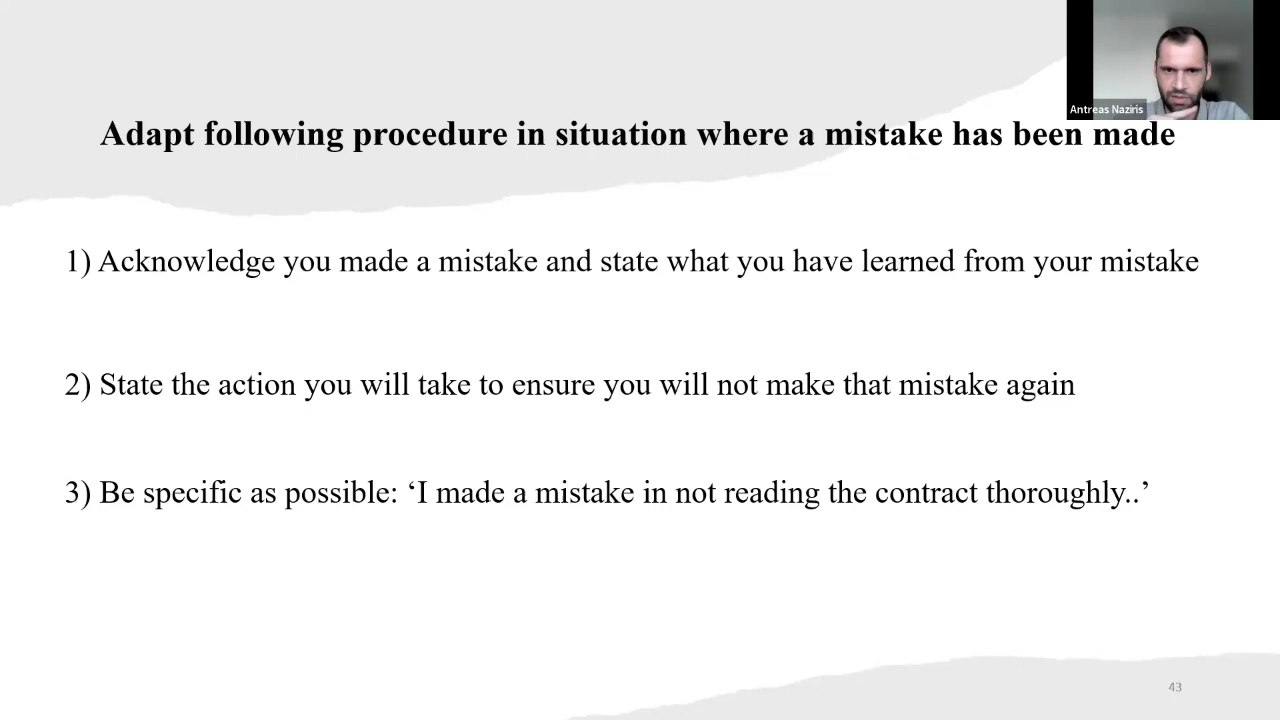 Antreas Naziris
Adapt following procedure in situation where a mistake has been made
1) Acknowledge you made a mistake and state what you have learned from your mistake
2) State the action you will take to ensure you will not make that mistake again
3) Be specific as possible: ‘I made a mistake in not reading the contract thoroughly..’
43